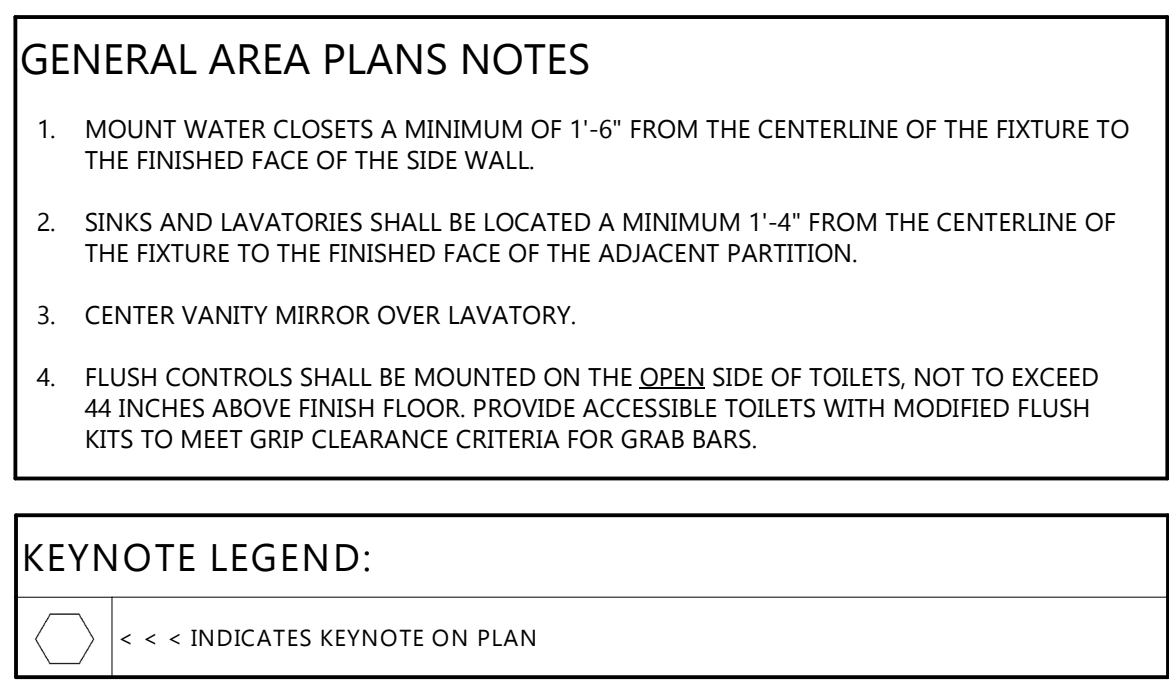 GENERAL AREA PLANS NOTES
1. MOUNT WATER CLOSETS A MINIMUM OF 1'-6" FROM THE CENTERLINE OF THE FIXTURE TO
THE FINISHED FACE OF THE SIDE WALL.
2. SINKS AND LAVATORIES SHALL BE LOCATED A MINIMUM 1'-4" FROM THE CENTERLINE OF
THE FIXTURE TO THE FINISHED FACE OF THE ADJACENT PARTITION.
3. CENTER VANITY MIRROR OVER LAVATORY.
4. FLUSH CONTROLS SHALL BE MOUNTED ON THE OPEN SIDE OF TOILETS, NOT TO EXCEED
44 INCHES ABOVE FINISH FLOOR. PROVIDE ACCESSIBLE TOILETS WITH MODIFIED FLUSH
KITS TO MEET GRIP CLEARANCE CRITERIA FOR GRAB BARS.
KEYNOTE LEGEND:
< < < INDICATES KEYNOTE ON PLAN